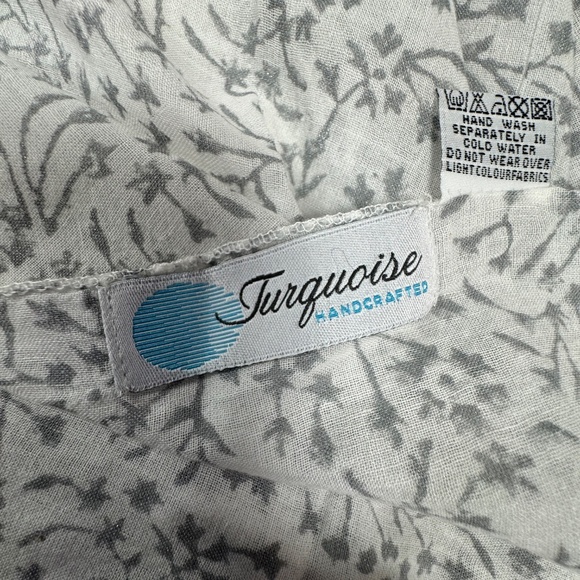 HAND WASH
SEPARATELY IN
COLD WATER
DO NOT WEAR OVER
LIGHT COLOUR FABRICS
Turquoise
HANDCRAFTED